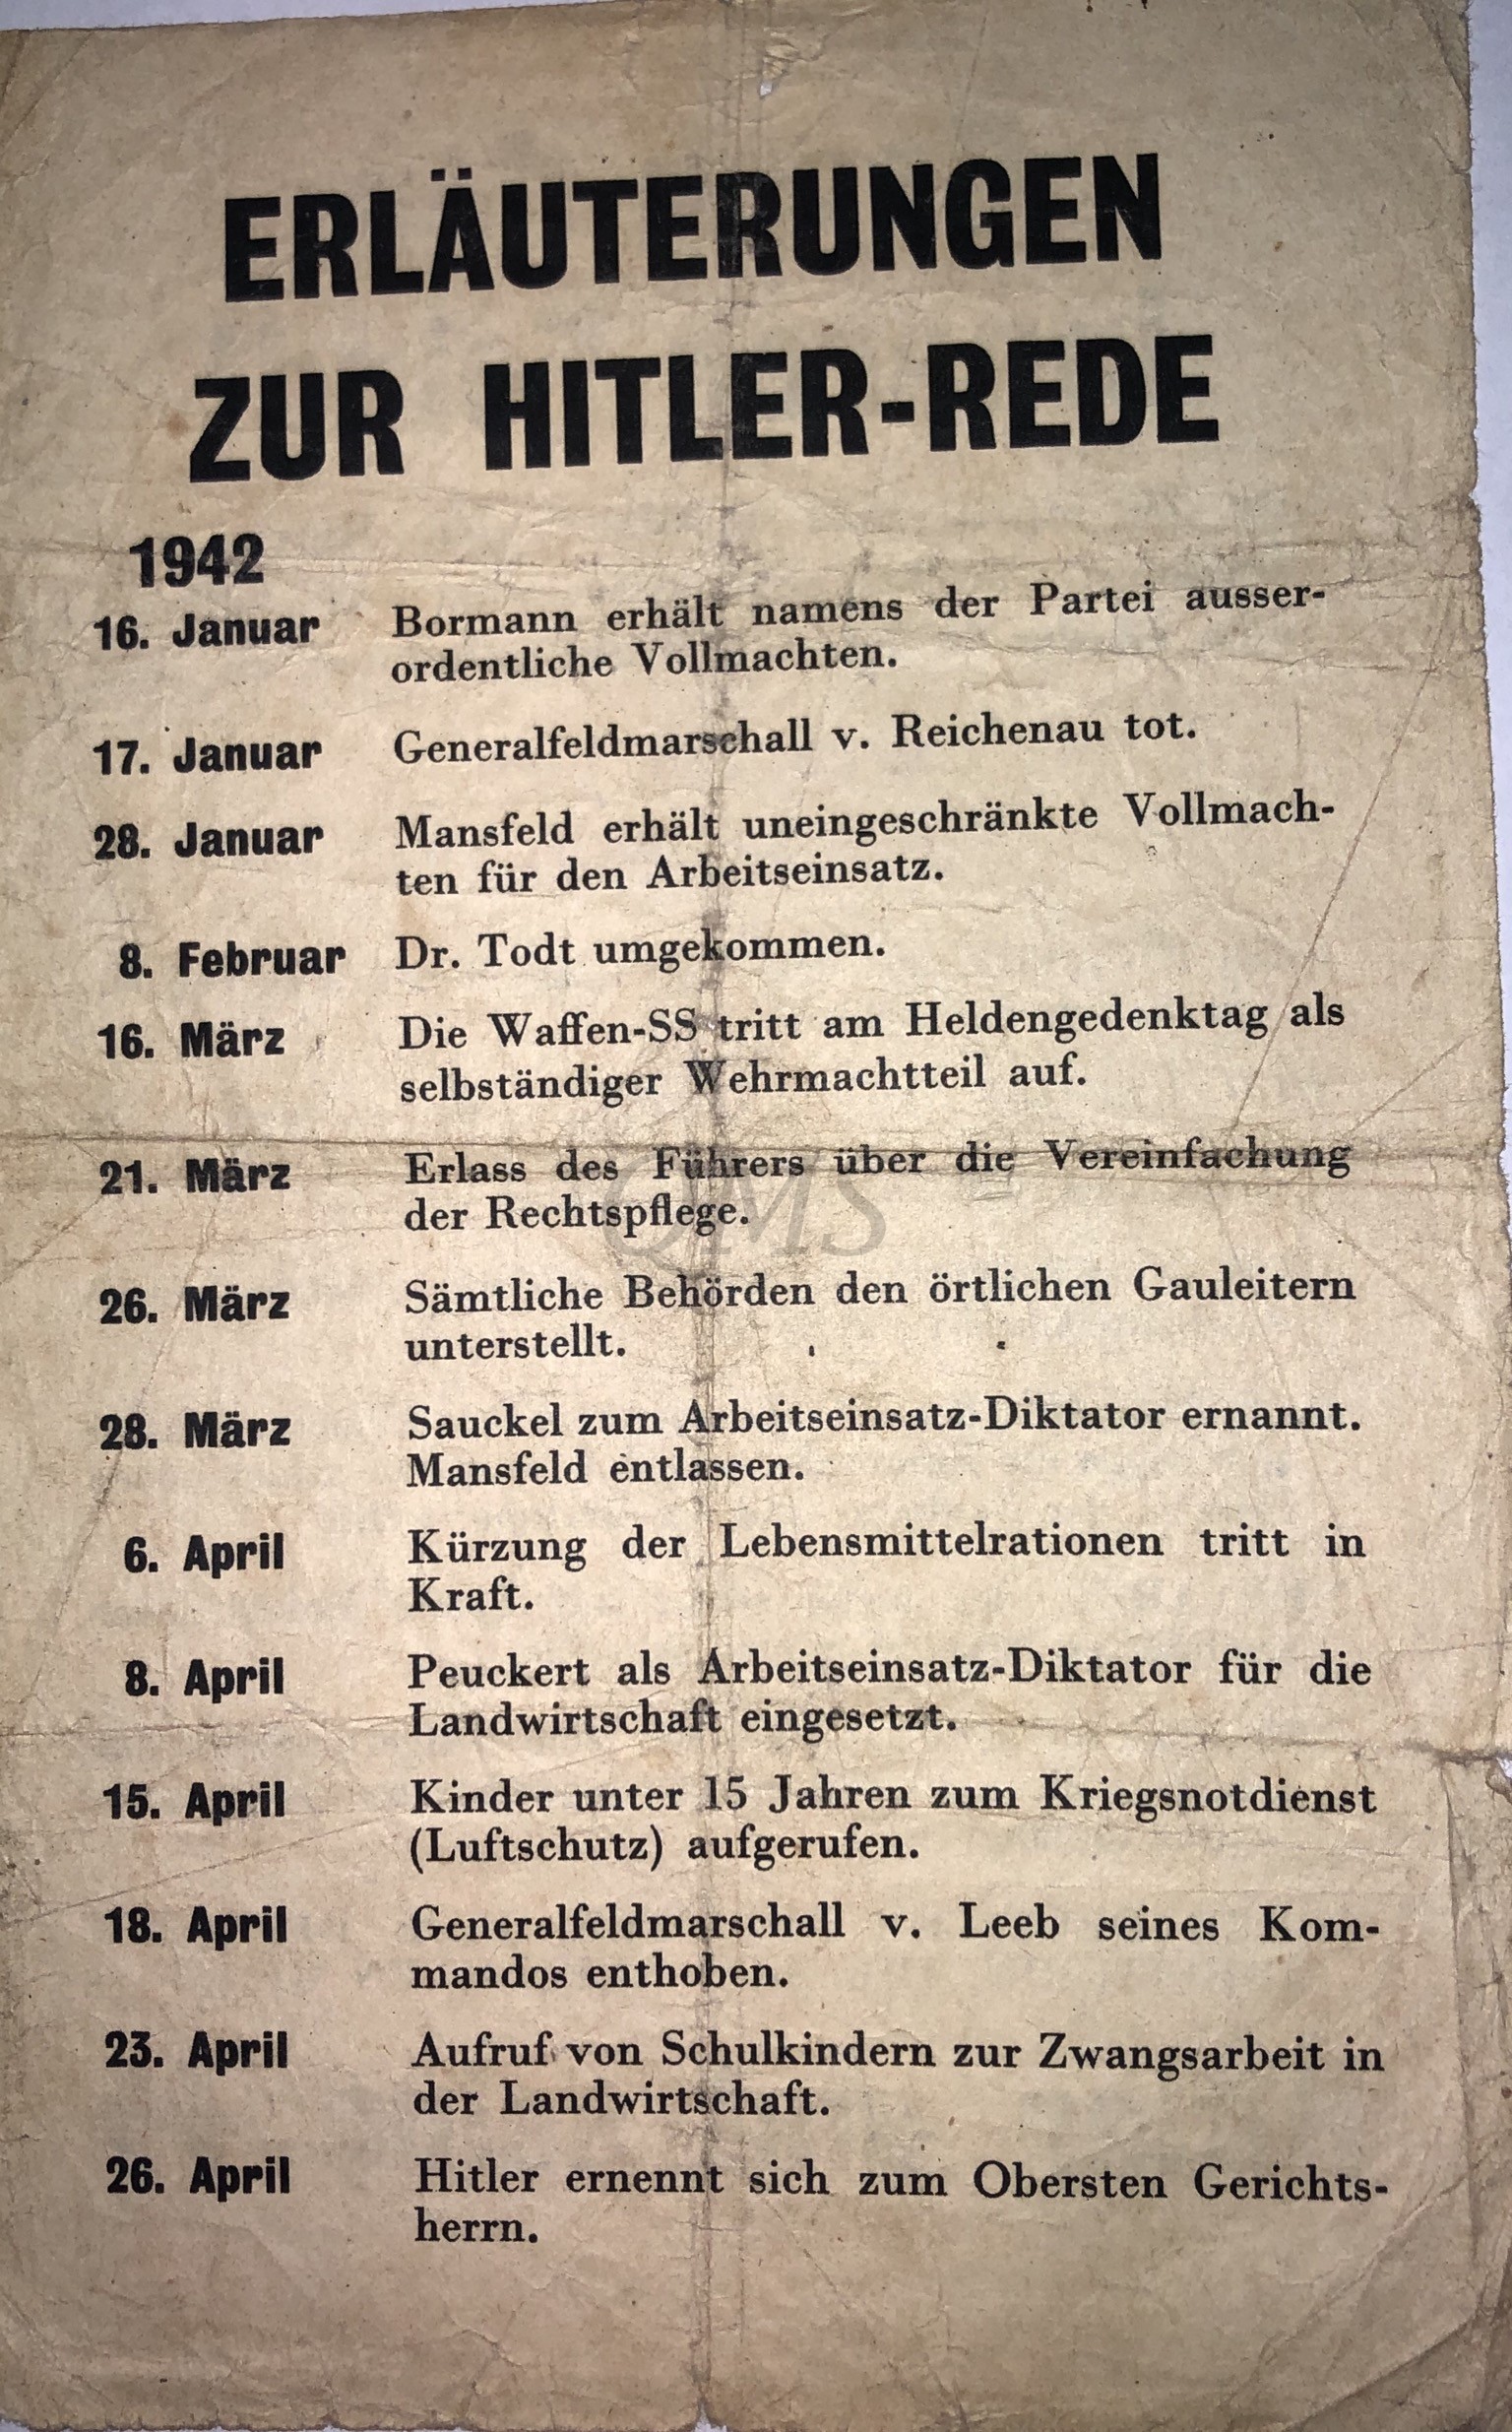 ERLÄUTERUNGEN
ZUR HITLER-REDE
1942
16. Januar Bormann erhält namens der Partei ausser-
ordentliche Vollmachten.
17. Januar Generalfeldmarschall v. Reichenau tot.
28. Januar Mansfeld erhält uneingeschränkte Vollmach-
ten für den Arbeitseinsatz.
8. Februar Dr. Todt umgekommen.
16. März Die Waffen-SS tritt am Heldengedenktag als
selbständiger Wehrmachtteil auf.
21. März Erlass des Führers über die Vereinfachung
der Rechtspflege.
26. März Sämtliche Behörden den örtlichen Gauleitern
unterstellt.
28. März Sauckel zum Arbeitseinsatz-Diktator ernannt.
Mansfeld entlassen.
6. April Kürzung der Lebensmittelrationen tritt in
Kraft.
8. April Peuckert als Arbeitseinsatz-Diktator für die
Landwirtschaft eingesetzt.
15. April Kinder unter 15 Jahren zum Kriegsnotdienst
(Luftschutz) aufgerufen.
18. April Generalfeldmarschall v. Leeb seines Kom-
mandos enthoben.
23. April Aufruf von Schulkindern zur Zwangsarbeit in
der Landwirtschaft.
26. April Hitler ernennt sich zum Obersten Gerichts-
herrn.